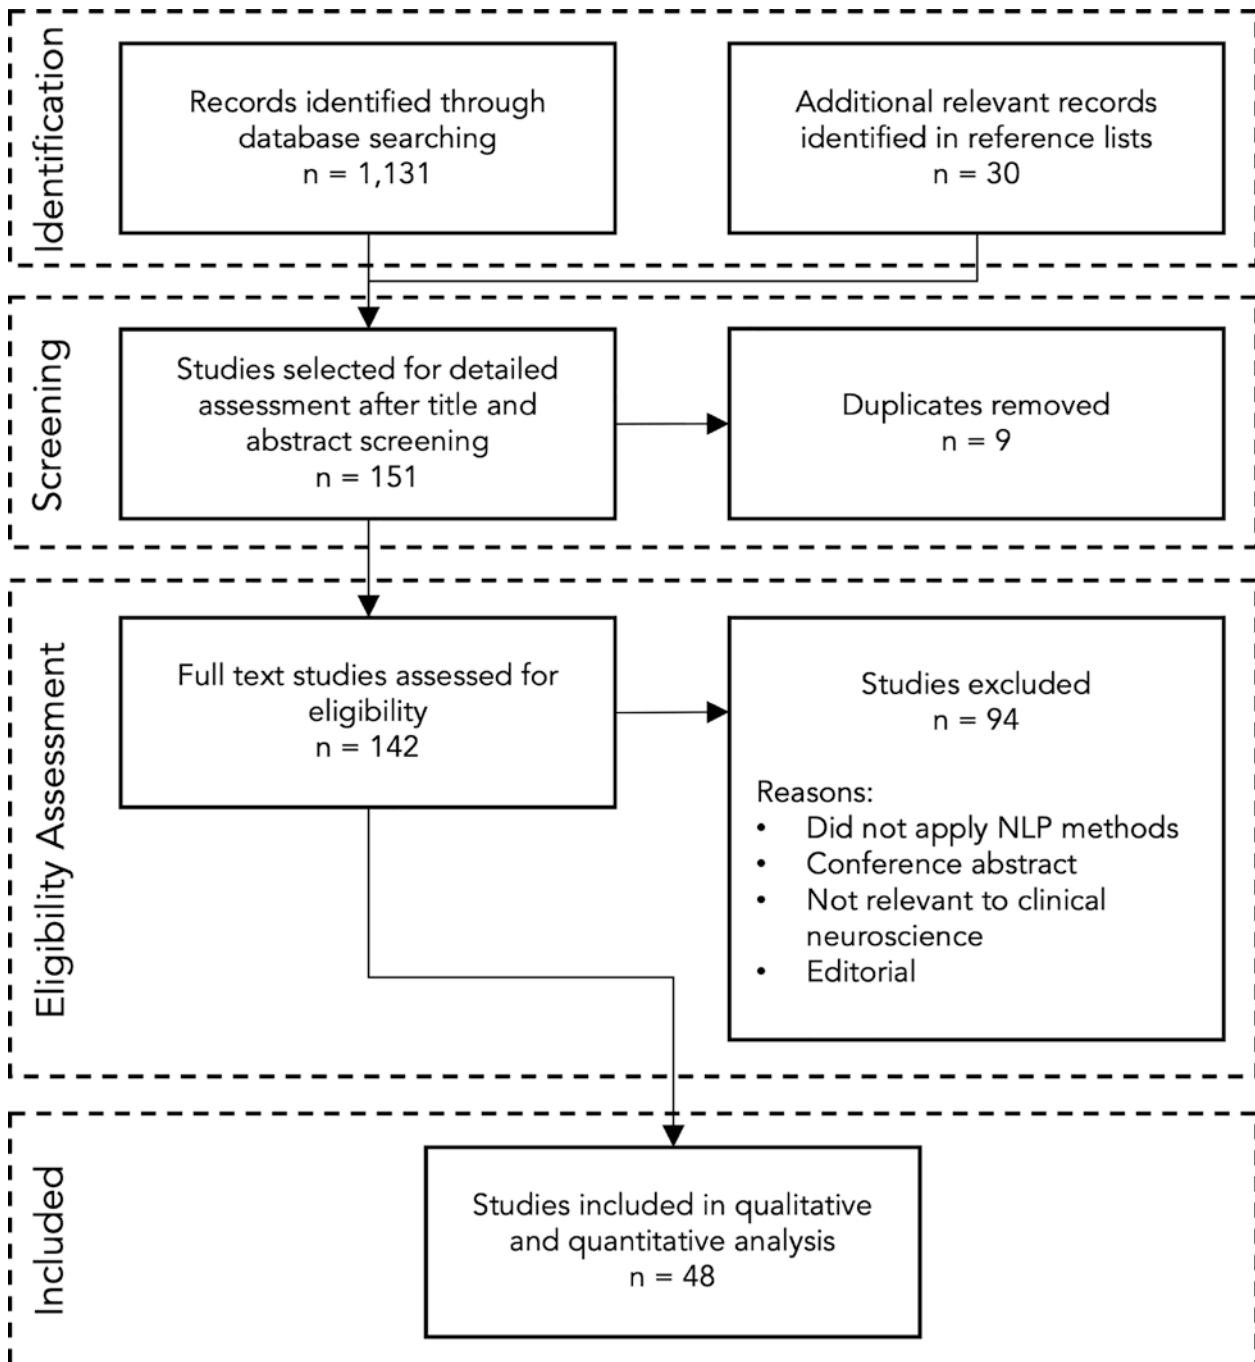 Identification
Records identified through
database searching
n = 1,131
Additional relevant records
identified in reference lists
n = 30
Screening
Studies selected for detailed
assessment after title and
abstract screening
n = 151
Duplicates removed
n = 9
Eligibility Assessment
Full text studies assessed for
eligibility
n = 142
Studies excluded
n = 94
Reasons:
• Did not apply NLP methods
• Conference abstract
• Not relevant to clinical
neuroscience
• Editorial
Included
Studies included in qualitative
and quantitative analysis
n = 48